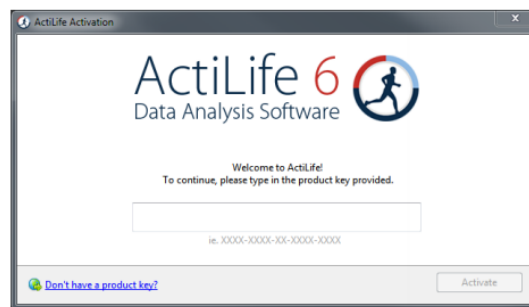 ActiLife Activation
x
ActiLife 6
Data Analysis Software
Welcome to ActiLife!
To continue, please type in the product key provided.
ie. XXXX-XXXX-XX-XXXX-XXXX
Don't have a product key?
Activate